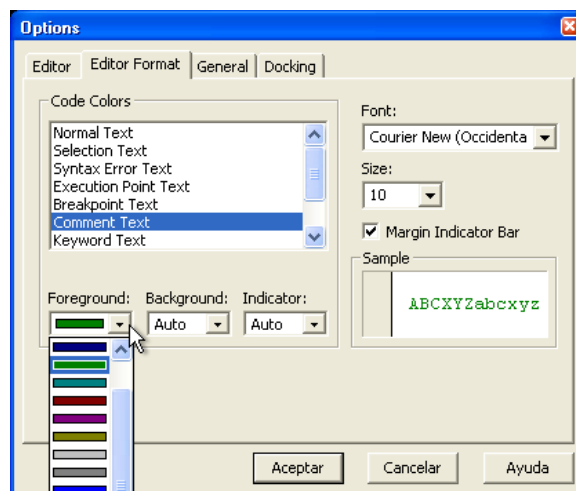 Options
Editor
Editor Format
General
Docking
Code Colors
Normal Text
Selection Text
Syntax Error Text
Execution Point Text
Breakpoint Text
Comment Text
Keyword Text
Foreground:
Background:
Indicator:
Auto
Auto
Font:
Courier New (Occidenta
Size:
10
Margin Indicator Bar
Sample
ABCXYZabcxyz
Aceptar
Cancelar
Ayuda